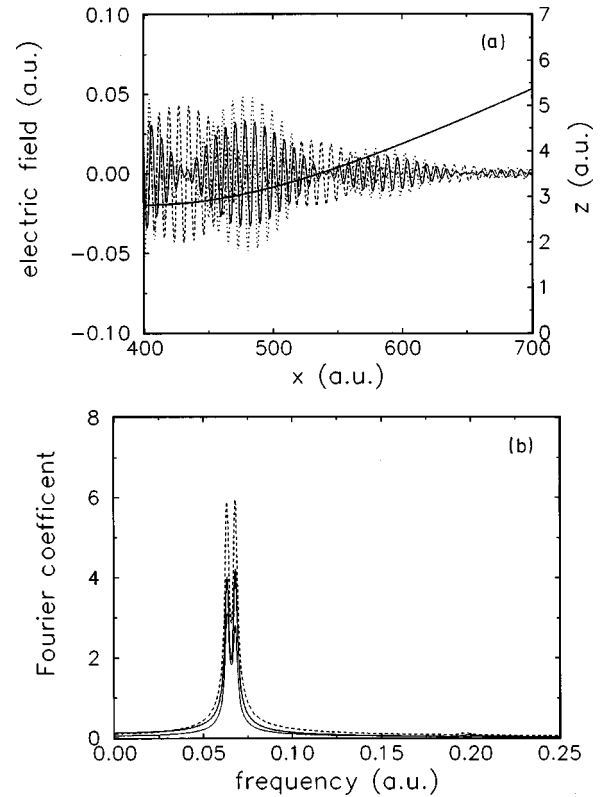 (a)
electric field (a.u.)
0.10
0.05
0.00
−0.05
−0.10
7
6
5
4
3
2
1
0
z (a.u.)
400 500 600 700
x (a.u.)
(b)
Fourier coefficent
8
6
4
2
0
0.00 0.05 0.10 0.15 0.20 0.25
frequency (a.u.)